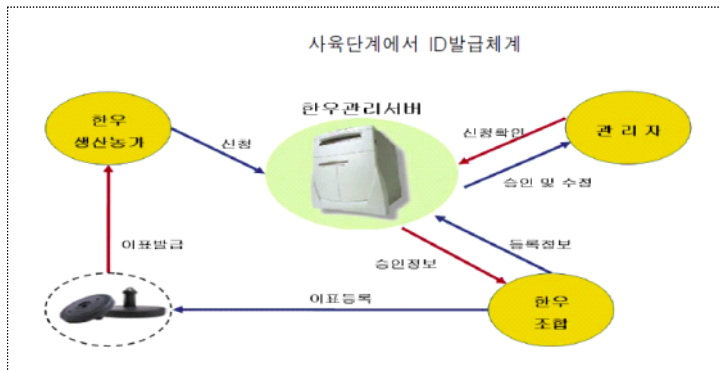 사육단계에서 ID발급체계
한우관리서버
한우
생산농가
신청
신청확인
관 리 자
승인 및 수정
이표발급
승인정보
등록정보
이표등록
한우
조합